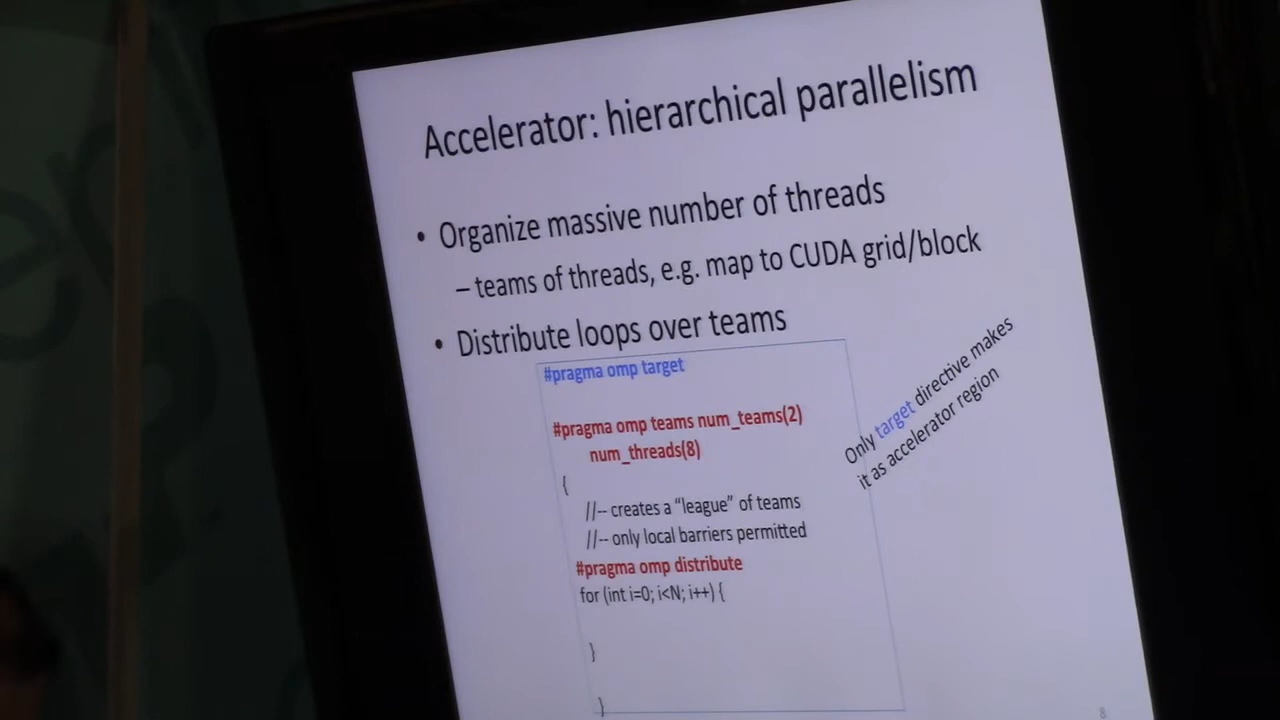 Accelerator: hierarchical parallelism
• Organize massive number of threads
– teams of threads, e.g. map to CUDA grid/block
• Distribute loops over teams
#pragma omp target
#pragma omp teams num_teams(2)
num_threads(8)
{
//-- creates a “league” of teams
//-- only local barriers permitted
#pragma omp distribute
for (int i=0; i<N; i++) {
}
}
Only target directive makes
it as accelerator region
8